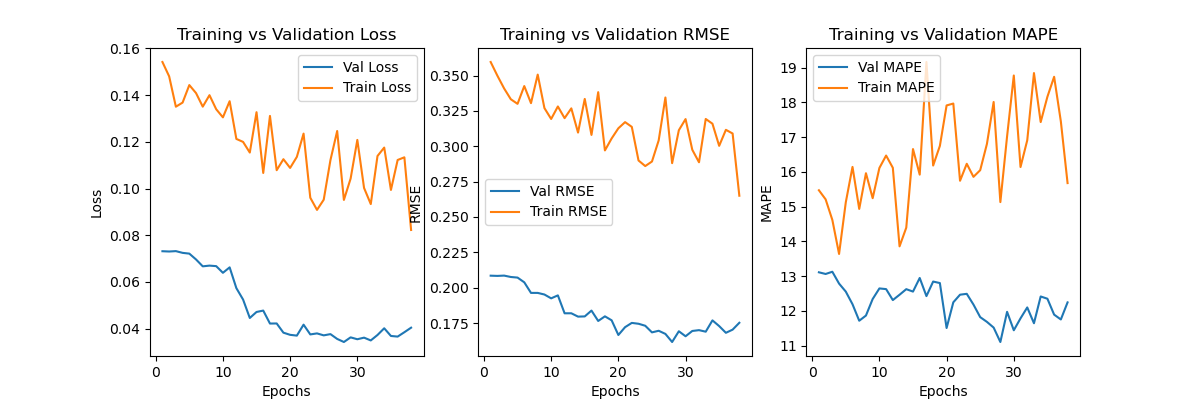 Training vs Validation Loss
Val Loss
Train Loss
0.16
0.14
0.12
0.10
0.08
0.06
0.04
Loss
0
10
20
30
Epochs
Training vs Validation RMSE
Val RMSE
Train RMSE
0.350
0.325
0.300
0.275
0.250
0.225
0.200
0.175
RMSE
0
10
20
30
Epochs
Training vs Validation MAPE
Val MAPE
Train MAPE
19
18
17
16
15
14
13
12
11
MAPE
0
10
20
30
Epochs